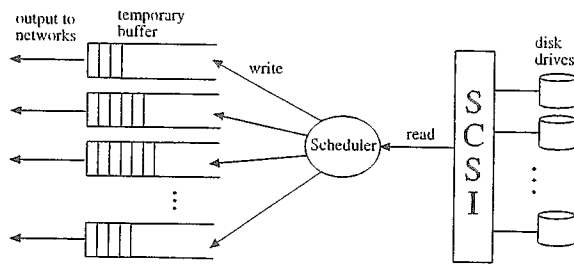 output to
networks
temporary
buffer
write
Scheduler
read
S
C
S
I
disk
drives